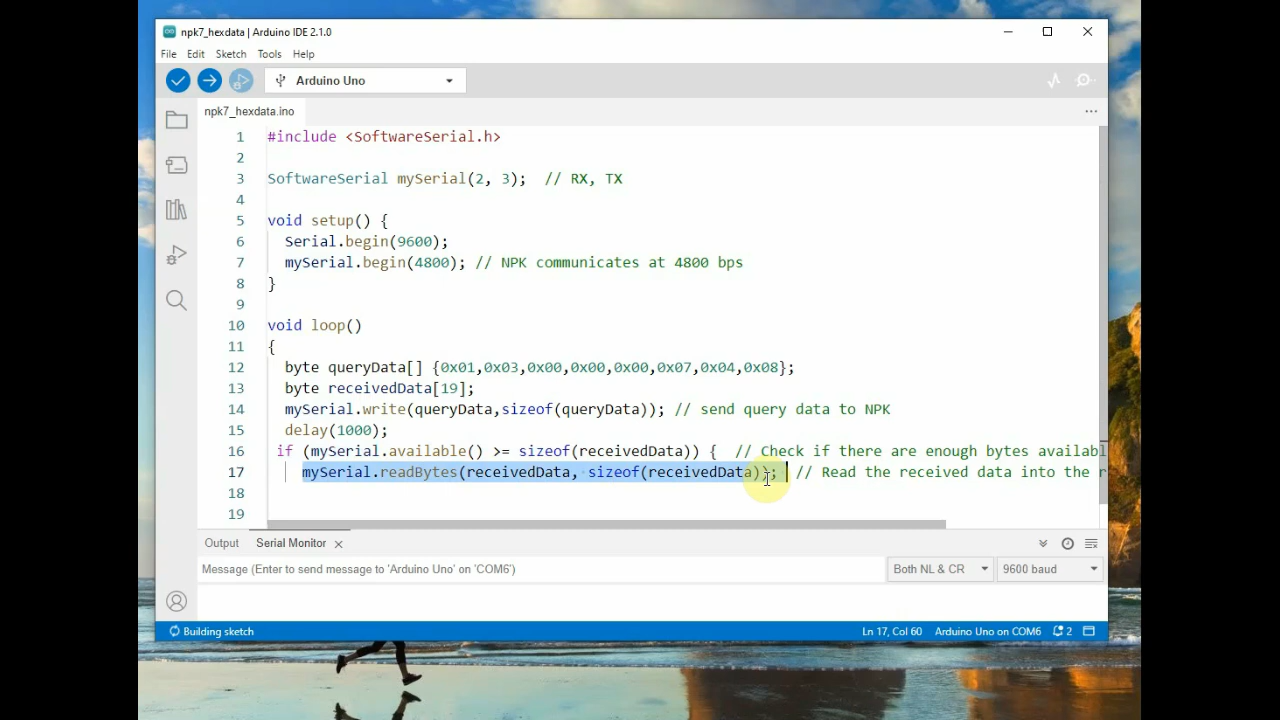 npk7_hexdata | Arduino IDE 2.1.0
File Edit Sketch Tools Help
Arduino Uno
npk7_hexdata.ino
1 #include <SoftwareSerial.h>
2
3 SoftwareSerial mySerial(2, 3);  // RX, TX
4
5 void setup() {
6   Serial.begin(9600);
7   mySerial.begin(4800); // NPK communicates at 4800 bps
8 }
9
10 void loop()
11 {
12   byte queryData[] {0x01,0x03,0x00,0x00,0x00,0x07,0x04,0x08};
13   byte receivedData[19];
14   mySerial.write(queryData,sizeof(queryData)); // send query data to NPK
15   delay(1000);
16  if (mySerial.available() >= sizeof(receivedData)) {  // Check if there are enough bytes availabl
17     mySerial.readBytes(receivedData, sizeof(receivedData)); // Read the received data into the r
18
19
Output Serial Monitor
Message (Enter to send message to 'Arduino Uno' on 'COM6') Both NL & CR 9600 baud
Building sketch Ln 17, Col 60 Arduino Uno on COM6 2